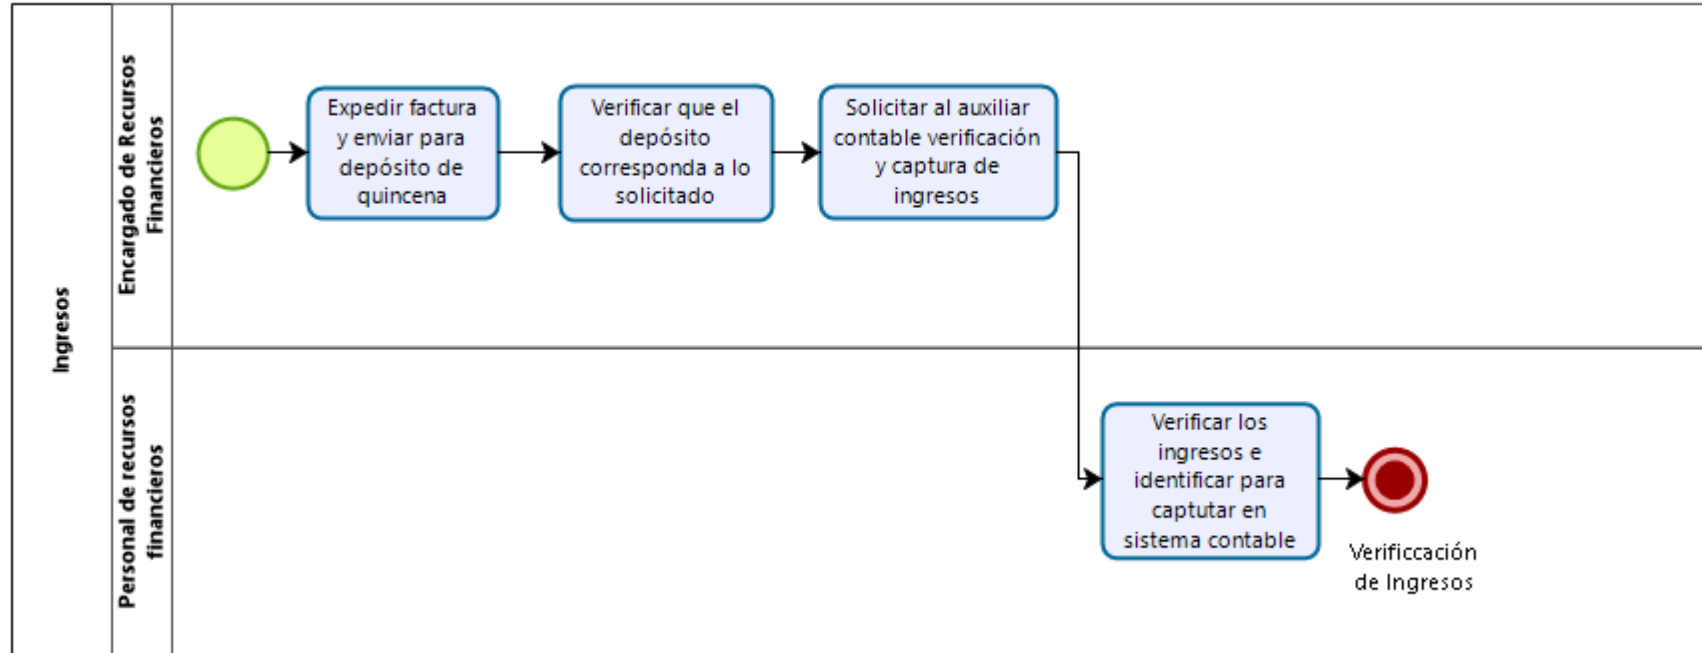 Ingresos
Encargado de Recursos
Financieros
Expedir factura
y enviar para
depósito de
quincena
Verificar que el
depósito
corresponda a lo
solicitado
Solicitar al auxiliar
contable verificación
y captura de
ingresos
Personal de recursos
financieros
Verificar los
ingresos e
identificar para
captutar en
sistema contable
Verificcación
de Ingresos